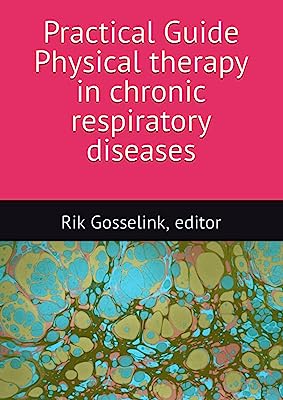 Practical Guide
Physical therapy
in chronic
respiratory
diseases
Rik Gosselink, editor